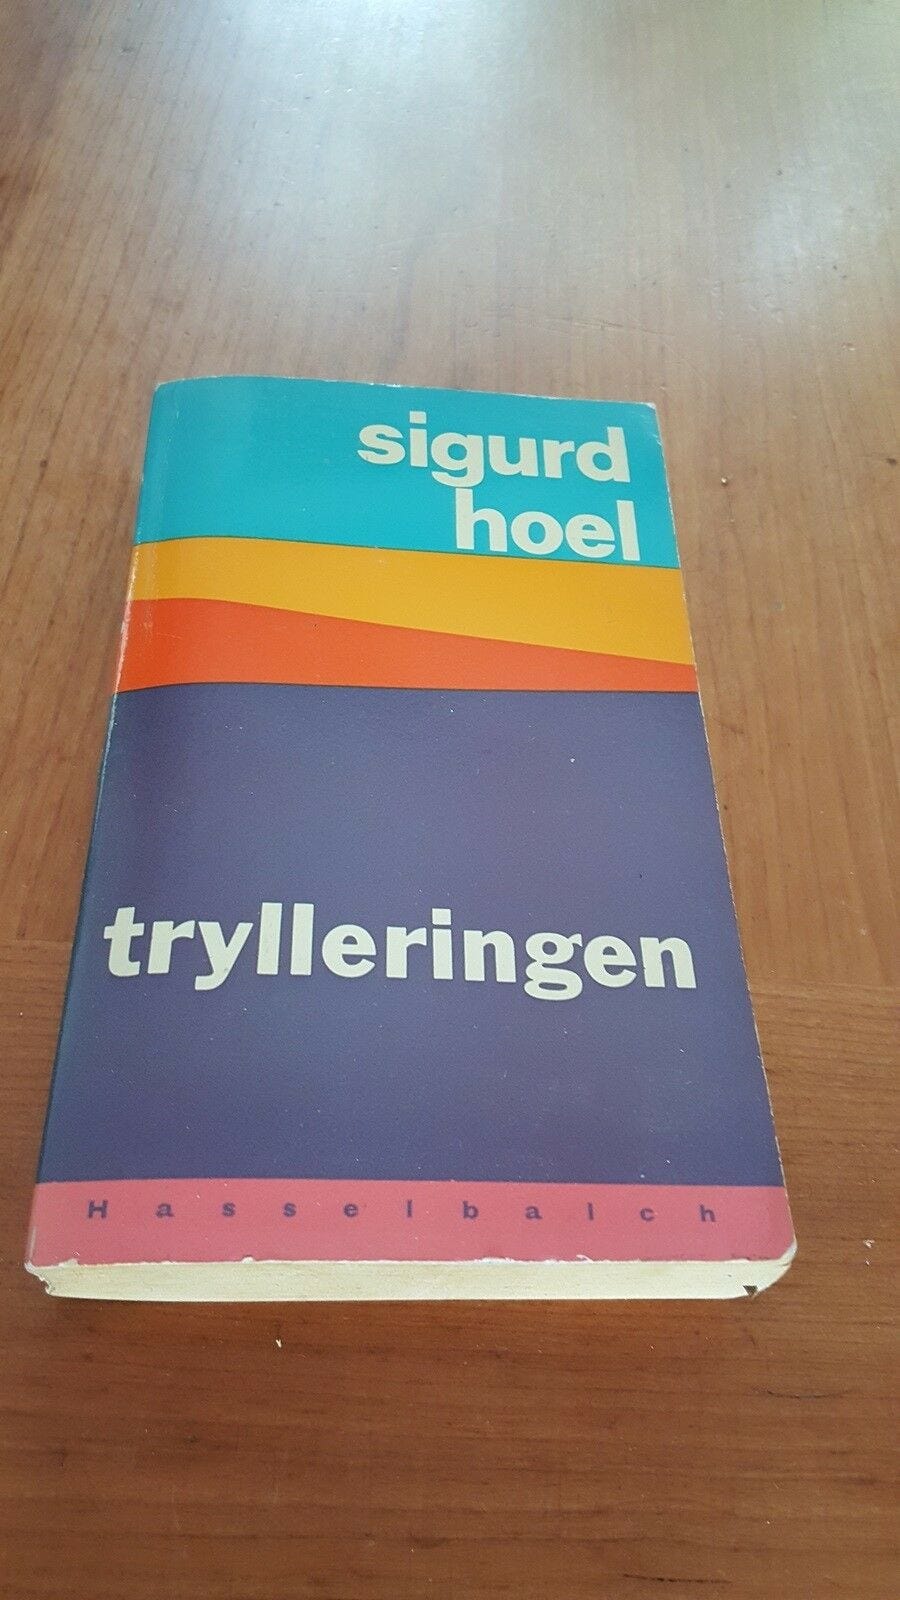 sigurd
hoel
trylleringen
Hasselbalch